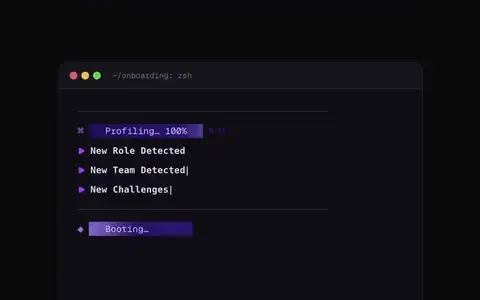 ~/onboarding: zsh
⌘ Profiling… 100%
New Role Detected
New Team Detected|
New Challenges|
Booting…